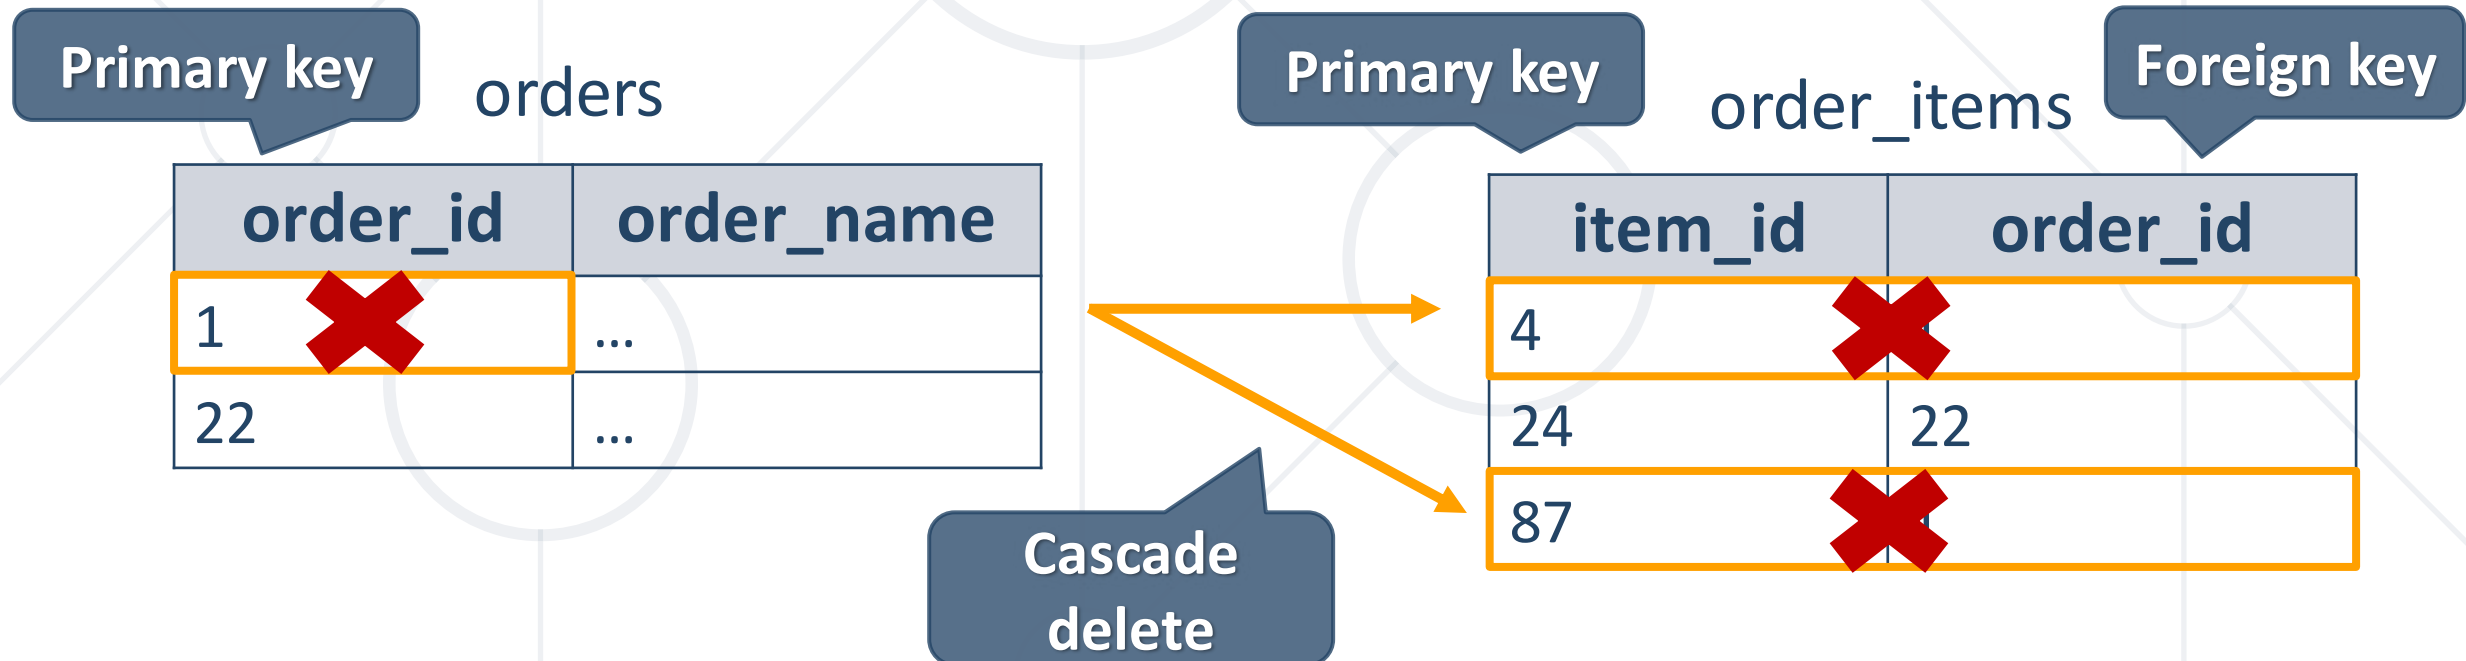 Primary key
orders
order_id order_name
1 ...
22 ...
Cascade
delete
Primary key
order_items
Foreign key
item_id order_id
4
24 22
87